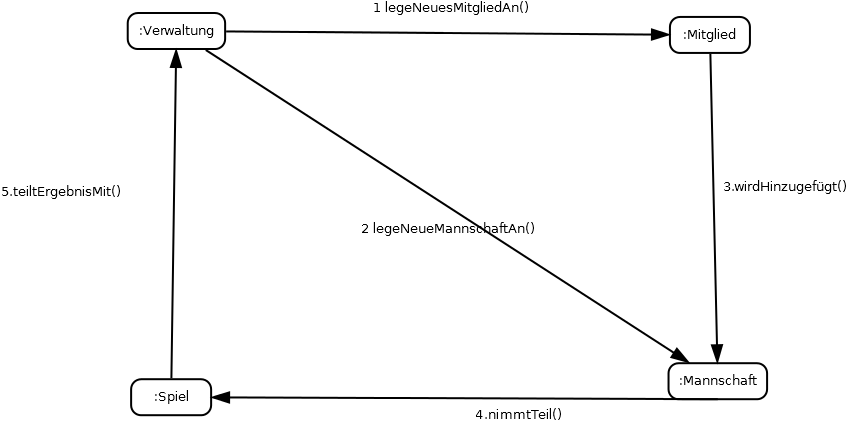 1 legeNeuesMitgliedAn()
:Verwaltung
:Mitglied
5.teiltErgebnisMit()
3.wirdHinzugefügt()
2 legeNeueMannschaftAn()
:Mannschaft
:Spiel
4.nimmtTeil()